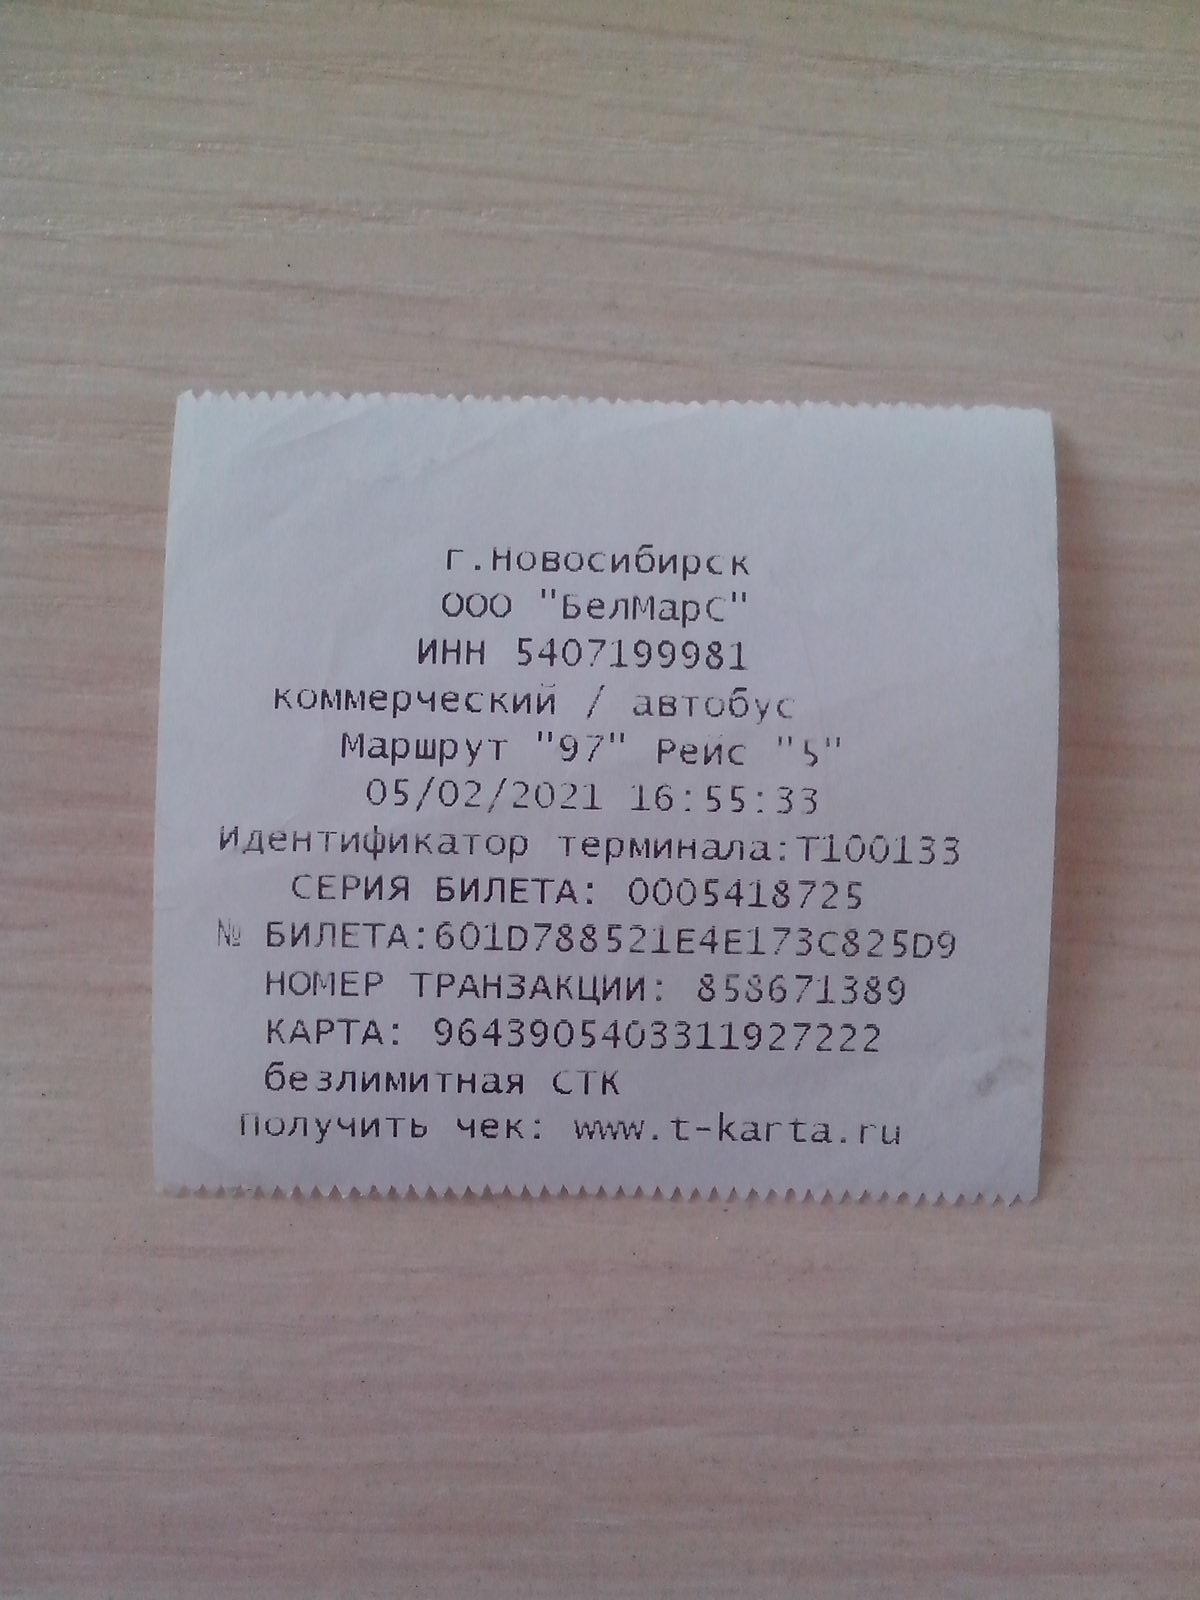 г.Новосибирск
ООО "БелМарС"
ИНН 5407199981
коммерческий / автобус
Маршрут "97" Рейс "5"
05/02/2021 16:55:33
Идентификатор терминала:T100133
СЕРИЯ БИЛЕТА: 0005418725
№ БИЛЕТА:601D788521E4E173C825D9
НОМЕР ТРАНЗАКЦИИ: 858671389
КАРТА: 9643905403311927222
безлимитная СТК
Получить чек: www.t-karta.ru